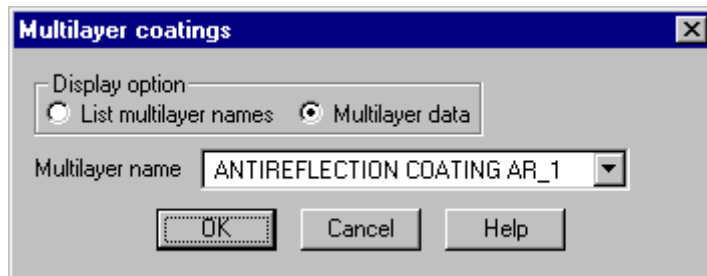 Multilayer coatings
Display option
List multilayer names Multilayer data
Multilayer name ANTIREFLECTION COATING AR_1
OK Cancel Help